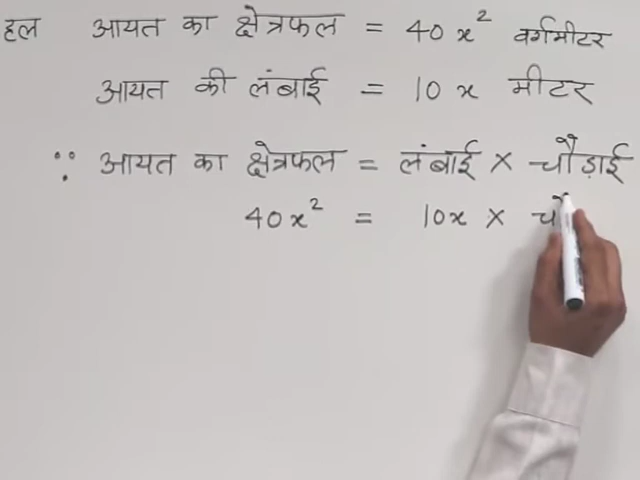 हल आयत का क्षेत्रफल = 40x² वर्गमीटर
आयत की लंबाई = 10x मीटर
∵ आयत का क्षेत्रफल = लंबाई × चौड़ाई
40x² = 10x ×